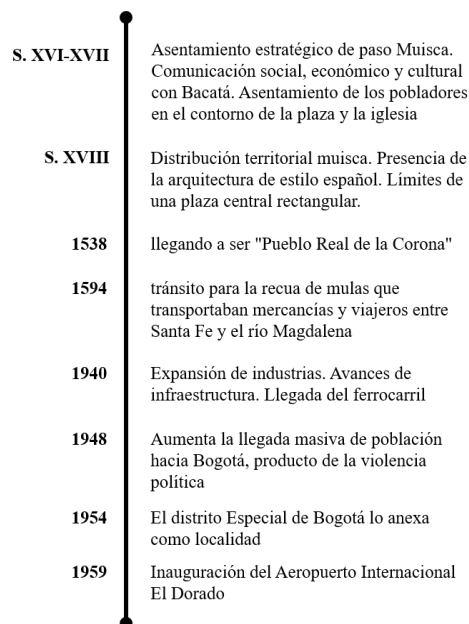 S. XVI-XVII
Asentamiento estratégico de paso Muisca.
Comunicación social, económico y cultural
con Bacatá. Asentamiento de los pobladores
en el contorno de la plaza y la iglesia
S. XVIII
Distribución territorial muisca. Presencia de
la arquitectura de estilo español. Límites de
una plaza central rectangular.
1538
llegando a ser "Pueblo Real de la Corona"
1594
tránsito para la recua de mulas que
transportaban mercancías y viajeros entre
Santa Fe y el río Magdalena
1940
Expansión de industrias. Avances de
infraestructura. Llegada del ferrocarril
1948
Aumenta la llegada masiva de población
hacia Bogotá, producto de la violencia
política
1954
El distrito Especial de Bogotá lo anexa
como localidad
1959
Inauguración del Aeropuerto Internacional
El Dorado